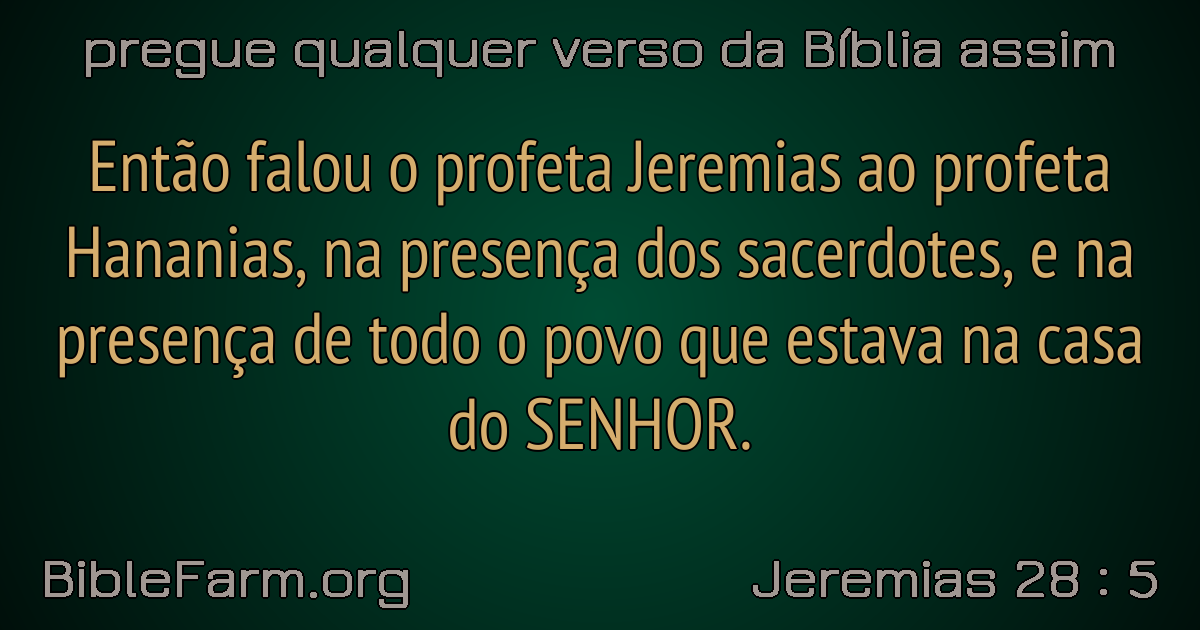 pregue qualquer verso da Bíblia assim
Então falou o profeta Jeremias ao profeta
Hananias, na presença dos sacerdotes, e na
presença de todo o povo que estava na casa
do SENHOR.
BibleFarm.org
Jeremias 28 : 5